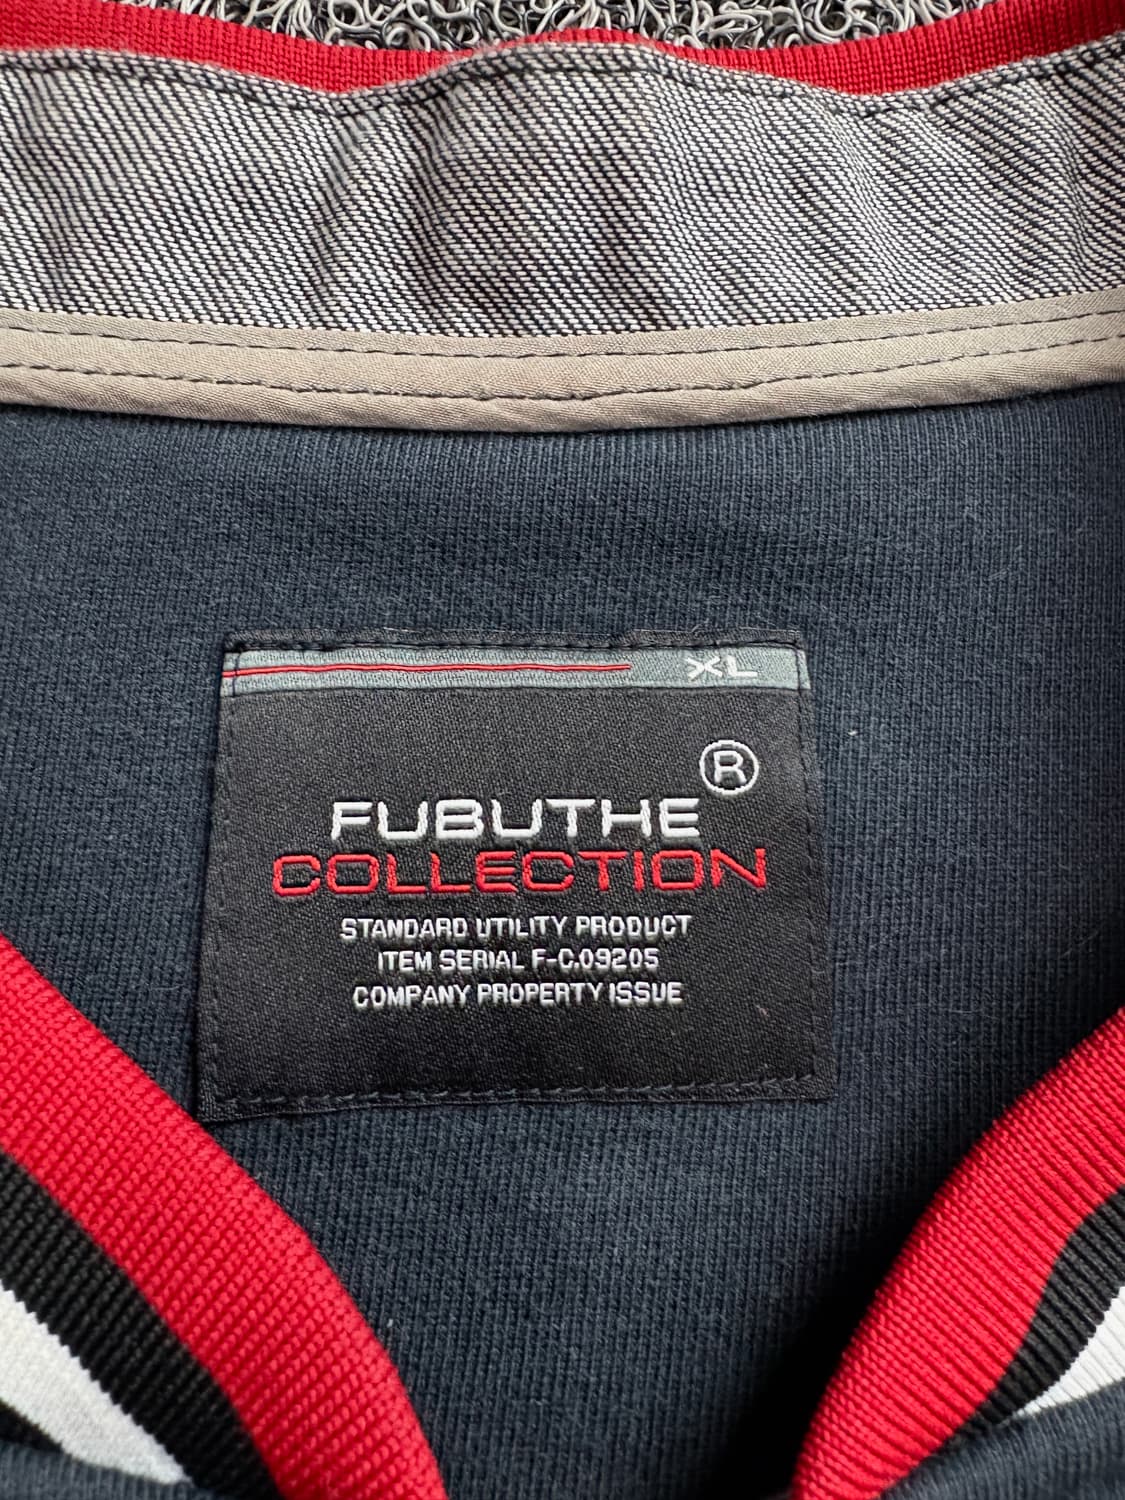 XL
®
FUBUTHE
COLLECTION
STANDARD UTILITY PRODUCT
ITEM SERIAL F-C.09205
COMPANY PROPERTY ISSUE